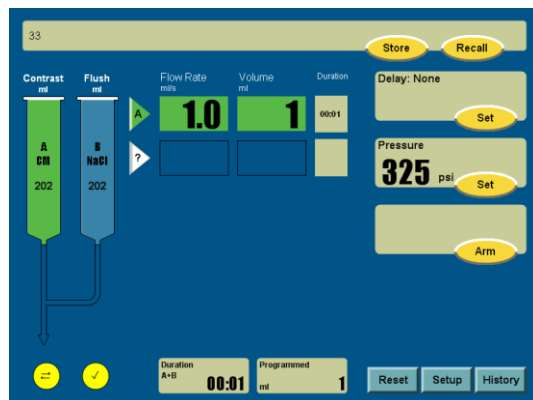 33
Store
Recall
Contrast
ml
Flush
ml
Flow Rate
ml/s
Volume
ml
Duration
A
1.0
1
00:01
?
A
CM
202
B
NaCl
202
Delay: None
Set
Pressure
325 psi
Set
Arm
Duration
A+B
00:01
Programmed
ml
1
Reset
Setup
History